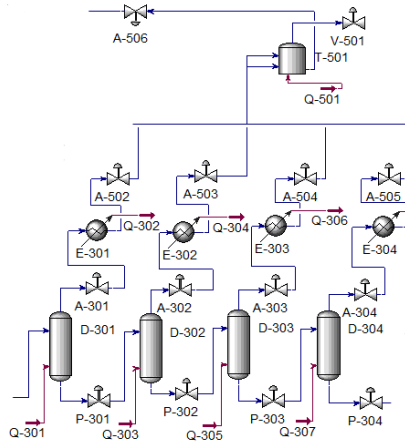 A-506
V-501
T-501
Q-501
A-502
A-503
A-504
A-505
Q-302
Q-304
Q-306
E-301
E-302
E-303
E-304
A-301
A-302
A-303
A-304
D-301
D-302
D-303
D-304
P-301
P-302
P-303
P-304
Q-301
Q-303
Q-305
Q-307